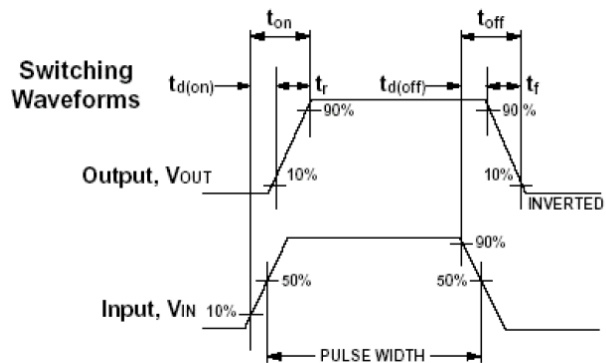 ton toff
Switching
Waveforms
td(on) tr td(off) tf
90% 90%
Output, VOUT 10% 10%
INVERTED
90%
50% 50%
Input, VIN 10%
PULSE WIDTH